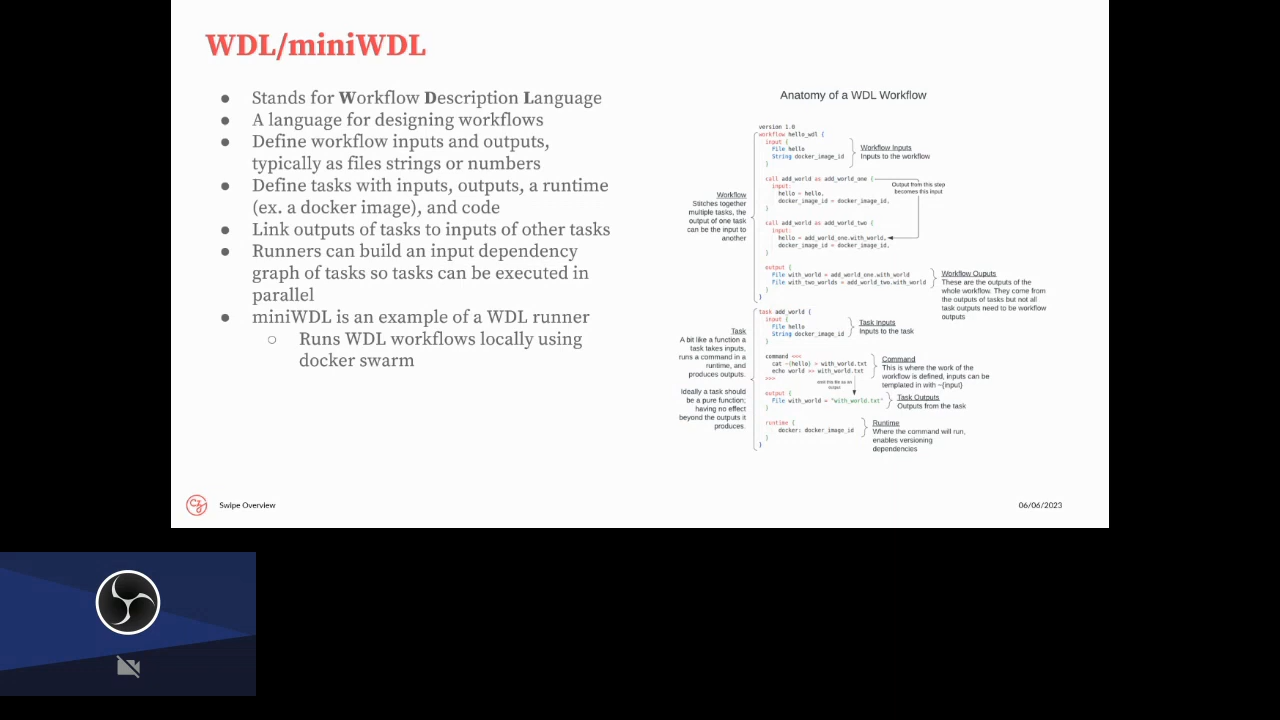 WDL/miniWDL
● Stands for Workflow Description Language
● A language for designing workflows
● Define workflow inputs and outputs,
typically as files strings or numbers
● Define tasks with inputs, outputs, a runtime
(ex. a docker image), and code
● Link outputs of tasks to inputs of other tasks
● Runners can build an input dependency
graph of tasks so tasks can be executed in
parallel
● miniWDL is an example of a WDL runner
○ Runs WDL workflows locally using
docker swarm
Anatomy of a WDL Workflow
version 1.0
workflow hello_wdl {
input {
File hello
String docker_image_id
}
Workflow Inputs
Inputs to the workflow
call add_world as add_world_one {
input:
hello = hello,
docker_image_id = docker_image_id,
}
Output from this step
becomes this input
Workflow
Stitches together
multiple tasks, the
output of one task
can be the input to
another
call add_world as add_world_two {
input:
hello = add_world_one.with_world,
docker_image_id = docker_image_id,
}
output {
File with_world = add_world_one.with_world
File with_two_worlds = add_world_two.with_world
}
}
Workflow Ouputs
These are the outputs of the
whole workflow. They come from
the outputs of tasks but not all
task outputs need to be workflow
outputs
task add_world {
input {
File hello
String docker_image_id
}
Task Inputs
Inputs to the task
Task
A bit like a function a
task takes inputs,
runs a command in a
runtime, and
produces outputs.
Ideally a task should
be a pure function;
having no effect
beyond the outputs it
produces.
command <<<
cat ~{hello} > with_world.txt
echo world >> with_world.txt
>>>
Command
This is where the work of the
workflow is defined, inputs can be
templated in with ~{input}
output {
File with_world = "with_world.txt"
}
Task Outputs
Outputs from the task
runtime {
docker: docker_image_id
}
}
Runtime
Where the command will run,
enables versioning
dependencies
Swipe Overview
06/06/2023